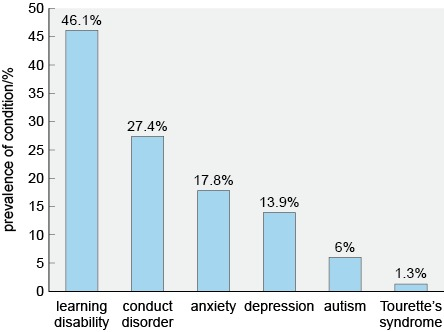 prevalence of condition/%
50
45
40
35
30
25
20
15
10
5
0
46.1%
27.4%
17.8%
13.9%
6%
1.3%
learning
disability
conduct
disorder
anxiety
depression
autism
Tourette's
syndrome